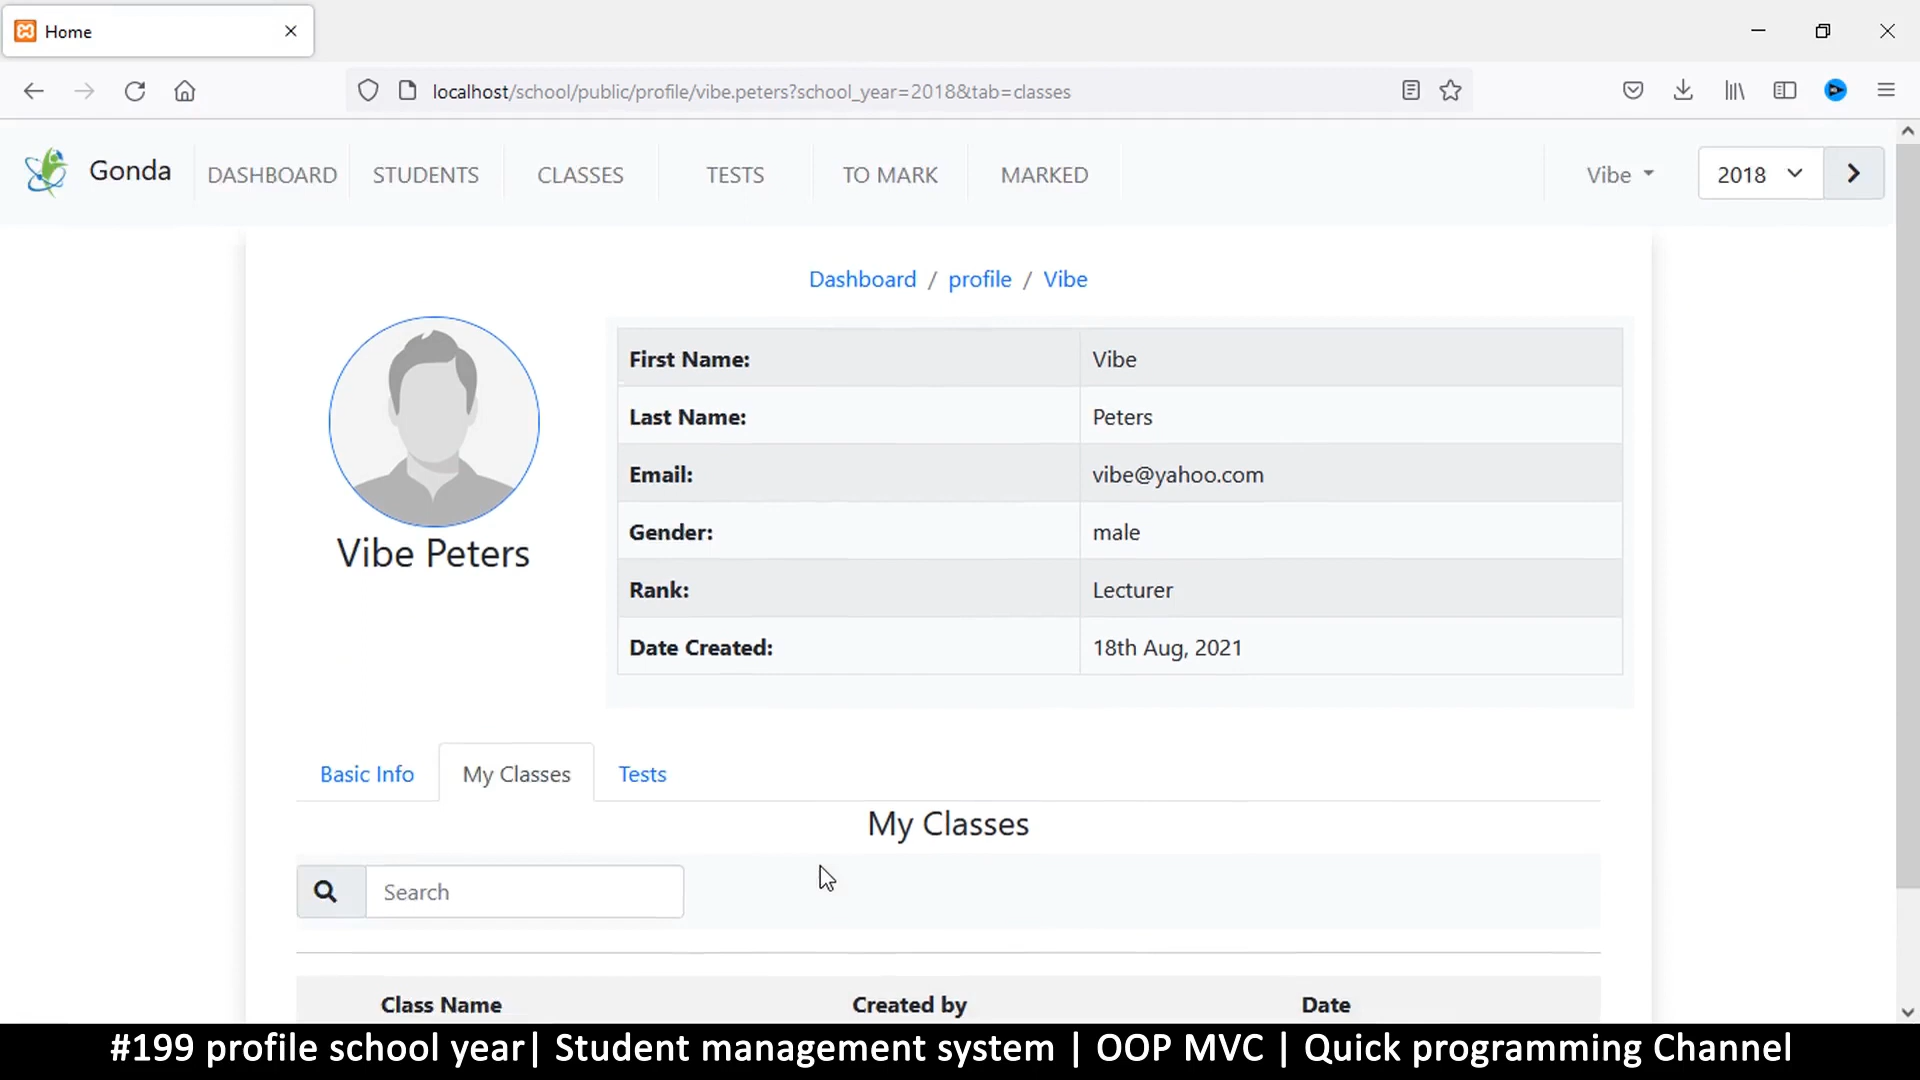 Home
localhost/school/public/profile/vibe.peters?school_year=2018&tab=classes
Gonda
DASHBOARD
STUDENTS
CLASSES
TESTS
TO MARK
MARKED
Vibe
2018
Dashboard / profile / Vibe
First Name: Vibe
Last Name: Peters
Email: vibe@yahoo.com
Gender: male
Rank: Lecturer
Date Created: 18th Aug, 2021
Vibe Peters
Basic Info
My Classes
Tests
My Classes
Search
Class Name Created by Date
#199 profile school year| Student management system | OOP MVC | Quick programming Channel